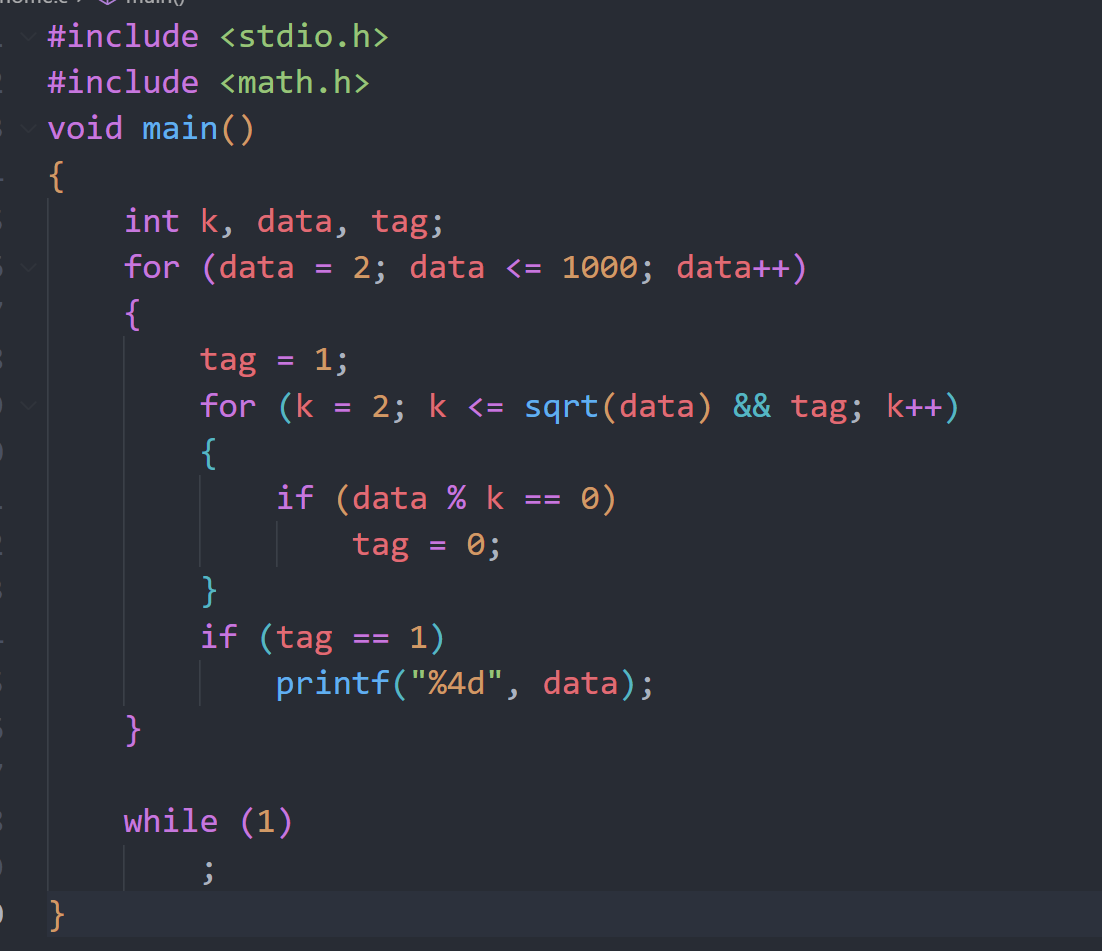 main()
#include <stdio.h>
#include <math.h>
void main()
{
    int k, data, tag;
    for (data = 2; data <= 1000; data++)
    {
        tag = 1;
        for (k = 2; k <= sqrt(data) && tag; k++)
        {
            if (data % k == 0)
                tag = 0;
        }
        if (tag == 1)
            printf("%4d", data);
    }
    while (1)
        ;
}